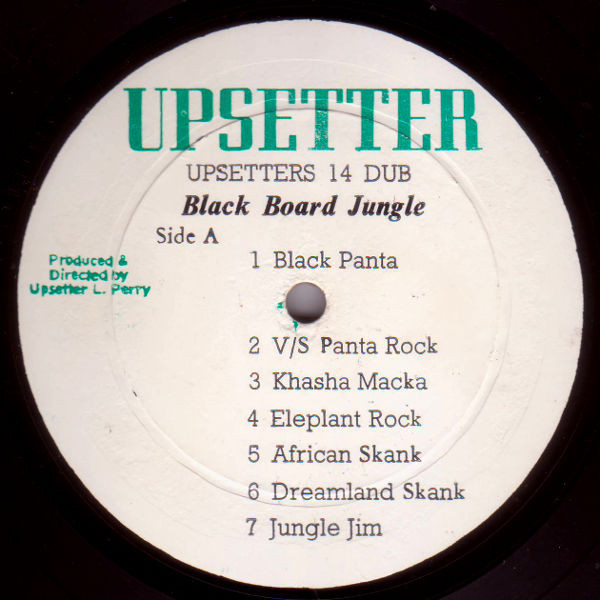 UPSETTER
UPSETTERS 14 DUB
Black Board Jungle
Side A
Produced &
Directed by
Upsetter L. Perry
1 Black Panta
2 V/S Panta Rock
3 Khasha Macka
4 Eleplant Rock
5 African Skank
6 Dreamland Skank
7 Jungle Jim